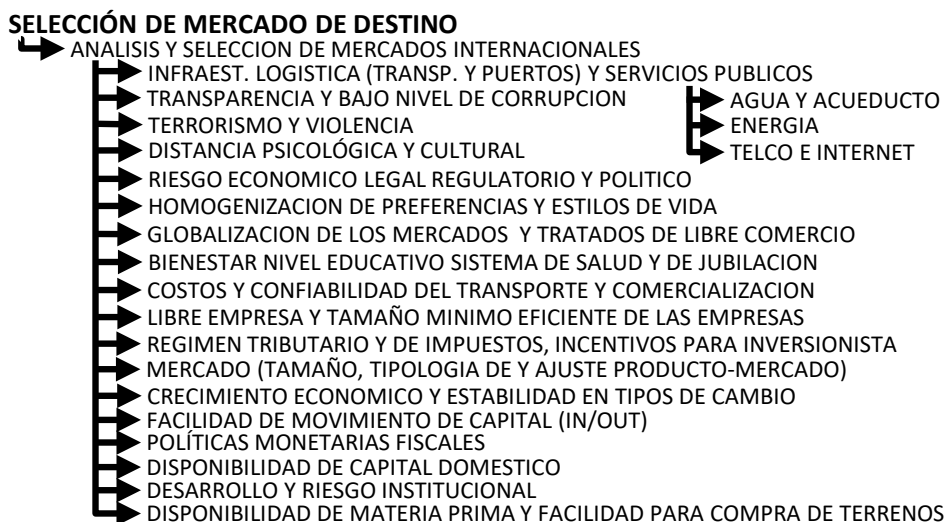 SELECCIÓN DE MERCADO DE DESTINO
ANALISIS Y SELECCION DE MERCADOS INTERNACIONALES
INFRAEST. LOGISTICA (TRANSP. Y PUERTOS) Y SERVICIOS PUBLICOS
TRANSPARENCIA Y BAJO NIVEL DE CORRUPCION
AGUA Y ACUEDUCTO
TERRORISMO Y VIOLENCIA
ENERGIA
DISTANCIA PSICOLÓGICA Y CULTURAL
TELCO E INTERNET
RIESGO ECONOMICO LEGAL REGULATORIO Y POLITICO
HOMOGENIZACION DE PREFERENCIAS Y ESTILOS DE VIDA
GLOBALIZACION DE LOS MERCADOS Y TRATADOS DE LIBRE COMERCIO
BIENESTAR NIVEL EDUCATIVO SISTEMA DE SALUD Y DE JUBILACION
COSTOS Y CONFIABILIDAD DEL TRANSPORTE Y COMERCIALIZACION
LIBRE EMPRESA Y TAMAÑO MINIMO EFICIENTE DE LAS EMPRESAS
REGIMEN TRIBUTARIO Y DE IMPUESTOS, INCENTIVOS PARA INVERSIONISTA
MERCADO (TAMAÑO, TIPOLOGIA DE Y AJUSTE PRODUCTO-MERCADO)
CRECIMIENTO ECONOMICO Y ESTABILIDAD EN TIPOS DE CAMBIO
FACILIDAD DE MOVIMIENTO DE CAPITAL (IN/OUT)
POLÍTICAS MONETARIAS FISCALES
DISPONIBILIDAD DE CAPITAL DOMESTICO
DESARROLLO Y RIESGO INSTITUCIONAL
DISPONIBILIDAD DE MATERIA PRIMA Y FACILIDAD PARA COMPRA DE TERRENOS